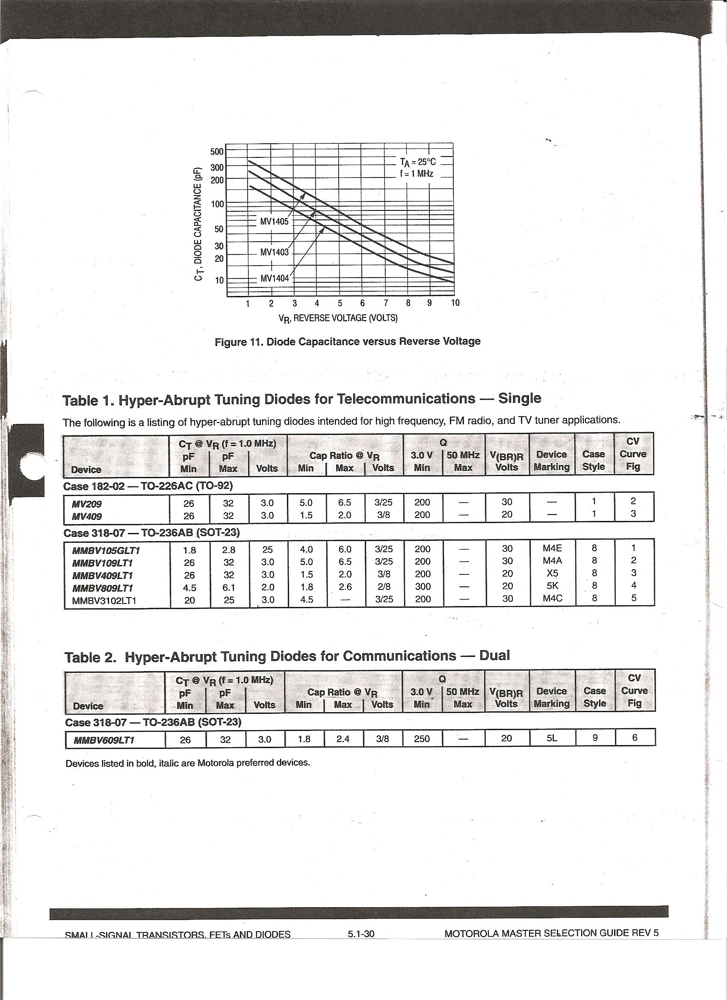 500
300
200
100
50
30
20
10
CT, DIODE CAPACITANCE (pF)
TA = 25°C
f = 1 MHz
MV1405
MV1403
MV1404
1 2 3 4 5 6 7 8 9 10
VR, REVERSE VOLTAGE (VOLTS)
Figure 11. Diode Capacitance versus Reverse Voltage
Table 1. Hyper-Abrupt Tuning Diodes for Telecommunications — Single
The following is a listing of hyper-abrupt tuning diodes intended for high frequency, FM radio, and TV tuner applications.
CT @ VR (f = 1.0 MHz) Q CV
pF pF Cap Ratio @ VR 3.0 V 50 MHz V(BR)R Device Case Curve
Device Min Max Volts Min Max Volts Min Max Volts Marking Style Fig
Case 182-02 — TO-226AC (TO-92)
MV209 26 32 3.0 5.0 6.5 3/25 200 — 30 — 1 2
MV409 26 32 3.0 1.5 2.0 3/8 200 — 20 — 1 3
Case 318-07 — TO-236AB (SOT-23)
MMBV105GLT1 1.8 2.8 25 4.0 6.0 3/25 200 — 30 M4E 8 1
MMBV109LT1 26 32 3.0 5.0 6.5 3/25 200 — 30 M4A 8 2
MMBV409LT1 26 32 3.0 1.5 2.0 3/8 200 — 20 X5 8 3
MMBV809LT1 4.5 6.1 2.0 1.8 2.6 2/8 300 — 20 5K 8 4
MMBV3102LT1 20 25 3.0 4.5 — 3/25 200 — 30 M4C 8 5
Table 2. Hyper-Abrupt Tuning Diodes for Communications — Dual
CT @ VR (f = 1.0 MHz) Q CV
pF pF Cap Ratio @ VR 3.0 V 50 MHz V(BR)R Device Case Curve
Device Min Max Volts Min Max Volts Min Max Volts Marking Style Fig
Case 318-07 — TO-236AB (SOT-23)
MMBV609LT1 26 32 3.0 1.8 2.4 3/8 250 — 20 5L 9 6
Devices listed in bold, italic are Motorola preferred devices.
SMALL-SIGNAL TRANSISTORS, FETs AND DIODES 5.1-30 MOTOROLA MASTER SELECTION GUIDE REV 5